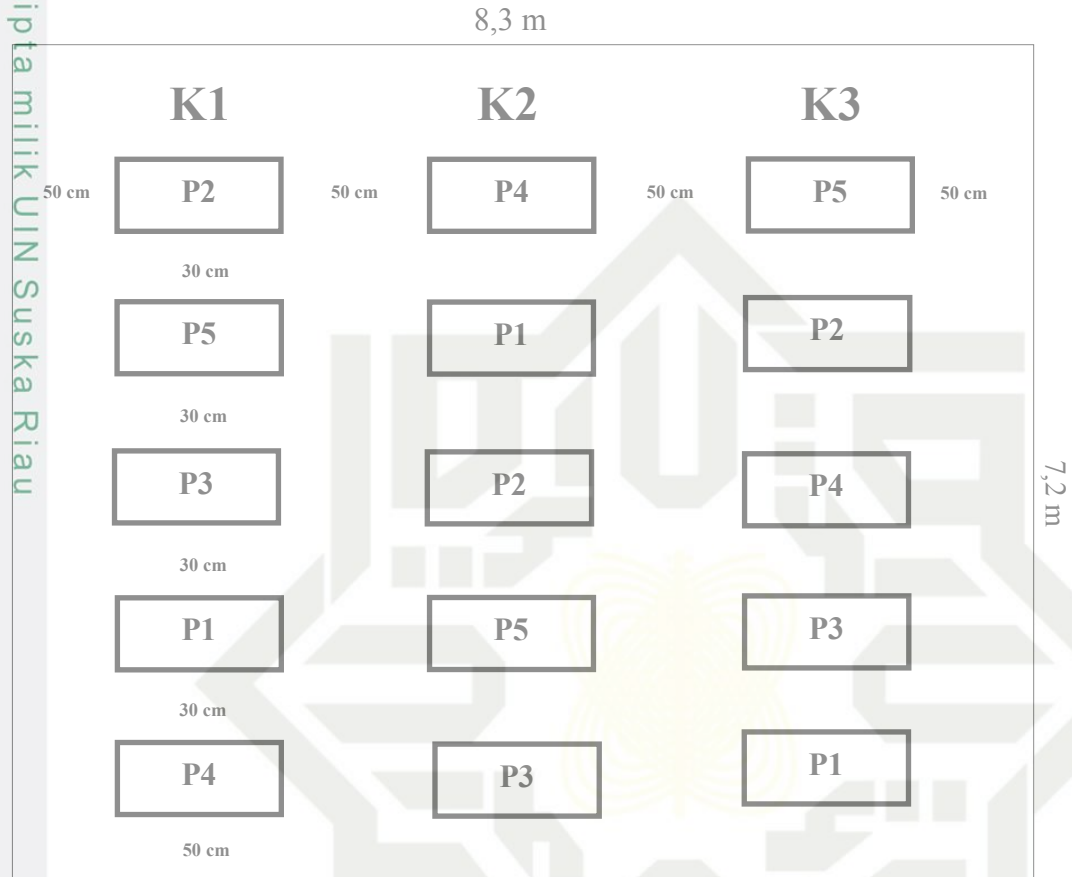 8,3 m
K1 K2 K3
50 cm P2 50 cm P4 50 cm P5 50 cm
30 cm
P5 P1 P2
30 cm
P3 P2 P4
30 cm
P1 P5 P3
30 cm
P4 P3 P1
50 cm
7,2 m
milik UIN Suska Riau